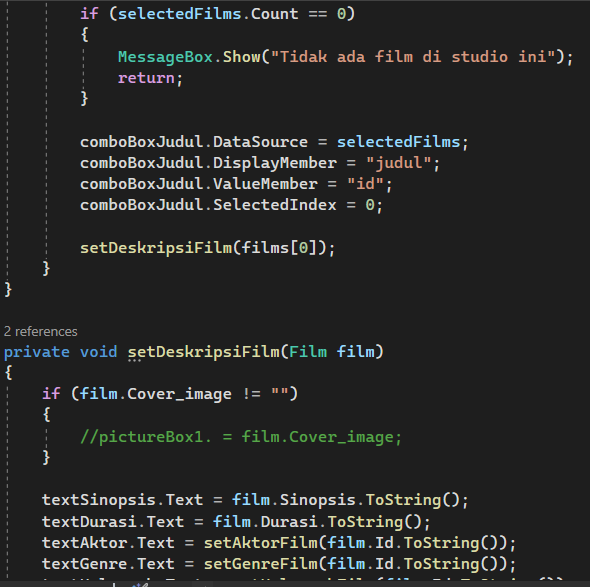 if (selectedFilms.Count == 0)
{
MessageBox.Show("Tidak ada film di studio ini");
return;
}
comboBoxJudul.DataSource = selectedFilms;
comboBoxJudul.DisplayMember = "judul";
comboBoxJudul.ValueMember = "id";
comboBoxJudul.SelectedIndex = 0;
setDeskripsiFilm(films[0]);
}
}
2 references
private void setDeskripsiFilm(Film film)
{
if (film.Cover_image != "")
{
//pictureBox1. = film.Cover_image;
}
textSinopsis.Text = film.Sinopsis.ToString();
textDurasi.Text = film.Durasi.ToString();
textAktor.Text = setAktorFilm(film.Id.ToString());
textGenre.Text = setGenreFilm(film.Id.ToString());